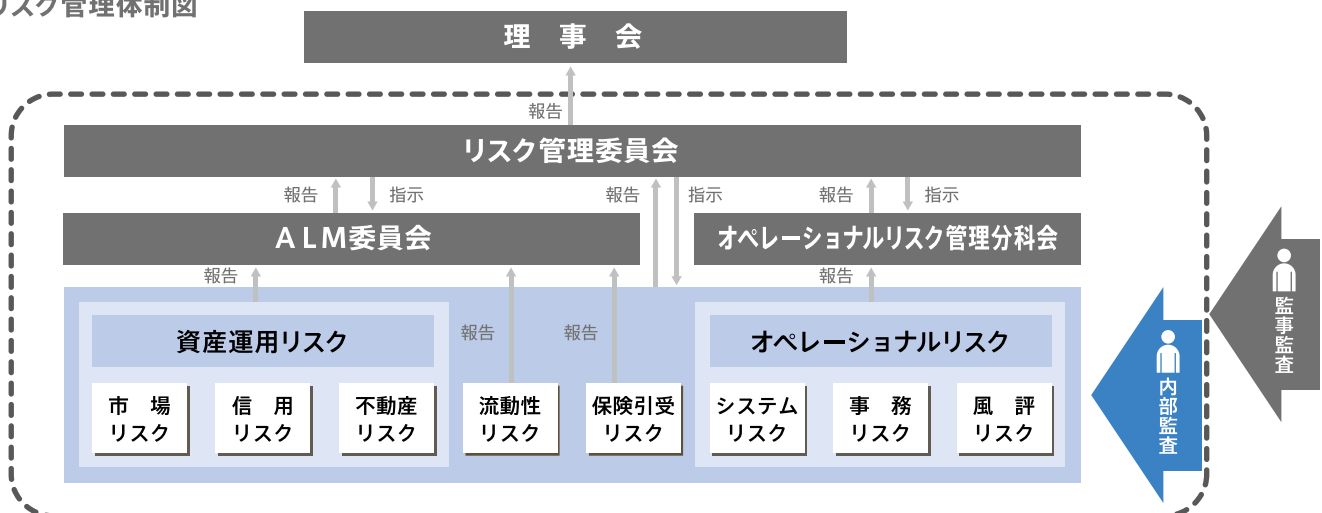 リスク管理体制図
理　事　会
報告
リスク管理委員会
報告
指示
報告
指示
報告
指示
ＡＬＭ委員会
オペレーショナルリスク管理分科会
報告
報告
資産運用リスク
報告
報告
オペレーショナルリスク
市　場
リスク
信　用
リスク
不動産
リスク
流動性
リスク
保険引受
リスク
システム
リスク
事　務
リスク
風　評
リスク
内部監査
監事監査